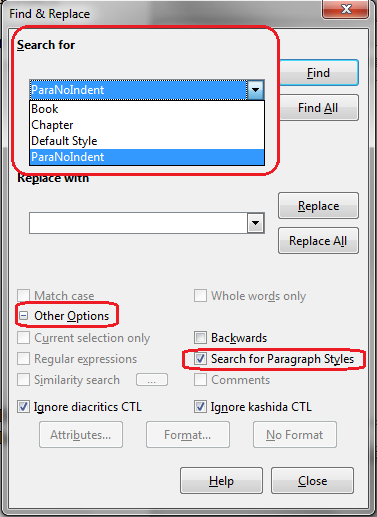 Find & Replace
Search for
ParaNoIndent
Find
Book
Chapter
Default Style
ParaNoIndent
Find All
Replace with
Replace
Replace All
Match case
Whole words only
Other Options
Current selection only
Backwards
Regular expressions
Search for Paragraph Styles
Similarity search
...
Comments
Ignore diacritics CTL
Ignore kashida CTL
Attributes...
Format...
No Format
Help
Close